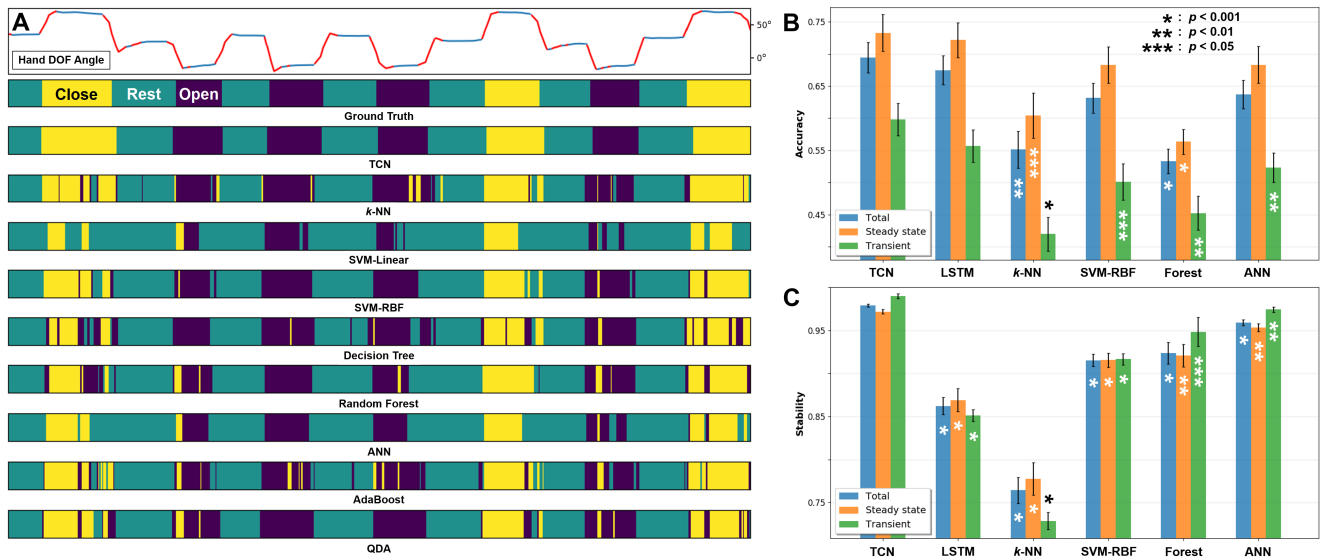 A
Hand DOF Angle
50°
0°
Close Rest Open
Ground Truth
TCN
k-NN
SVM-Linear
SVM-RBF
Decision Tree
Random Forest
ANN
AdaBoost
QDA
B
Accuracy
0.75
0.65
0.55
0.45
* : p < 0.001
** : p < 0.01
*** : p < 0.05
** *** *
***
* * **
**
Total
Steady state
Transient
TCN LSTM k-NN SVM-RBF Forest ANN
C
Stability
0.95
0.85
0.75
* * *
* * *
* * *
* ** ***
* ** **
Total
Steady state
Transient
TCN LSTM k-NN SVM-RBF Forest ANN